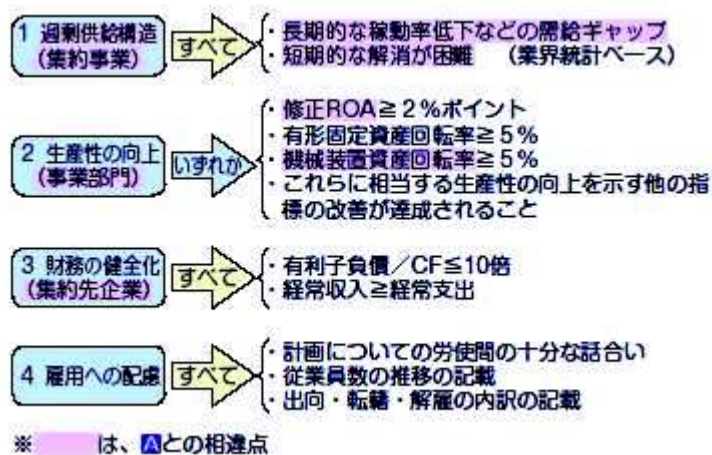 1 過剰供給構造
(集約事業)
すべて
・長期的な稼動率低下などの需給ギャップ
・短期的な解消が困難 (業界統計ベース)
2 生産性の向上
(事業部門)
いずれか
・修正ROA≧2%ポイント
・有形固定資産回転率≧5%
・機械装置資産回転率≧5%
・これらに相当する生産性の向上を示す他の指
標の改善が達成されること
3 財務の健全化
(集約先企業)
すべて
・有利子負債/CF≦10倍
・経常収入≧経常支出
4 雇用への配慮
すべて
・計画についての労使間の十分な話合い
・従業員数の推移の記載
・出向・転籍・解雇の内訳の記載
※ は、Aとの相違点